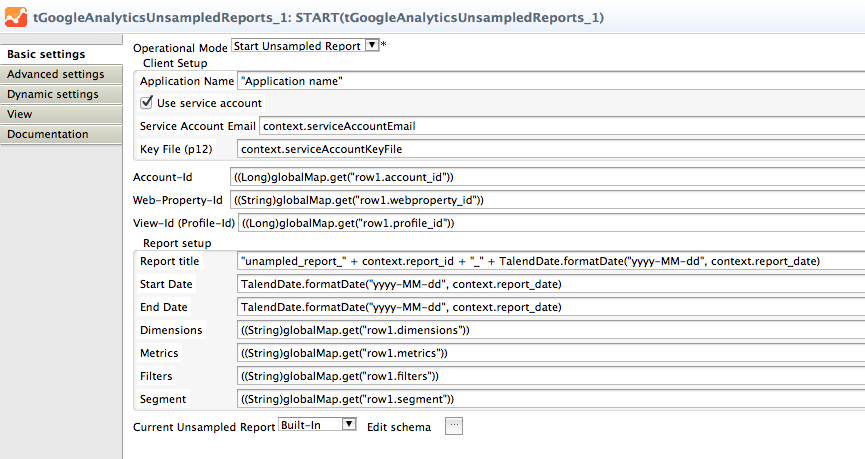 tGoogleAnalyticsUnsampledReports_1: START(tGoogleAnalyticsUnsampledReports_1)
Basic settings
Advanced settings
Dynamic settings
View
Documentation
Operational Mode Start Unsampled Report *
Client Setup
Application Name "Application name"
Use service account
Service Account Email context.serviceAccountEmail
Key File (p12) context.serviceAccountKeyFile
Account-Id ((Long)globalMap.get("row1.account_id"))
Web-Property-Id ((String)globalMap.get("row1.webproperty_id"))
View-Id (Profile-Id) ((Long)globalMap.get("row1.profile_id"))
Report setup
Report title "unampled_report_" + context.report_id + "_" + TalendDate.formatDate("yyyy-MM-dd", context.report_date)
Start Date TalendDate.formatDate("yyyy-MM-dd", context.report_date)
End Date TalendDate.formatDate("yyyy-MM-dd", context.report_date)
Dimensions ((String)globalMap.get("row1.dimensions"))
Metrics ((String)globalMap.get("row1.metrics"))
Filters ((String)globalMap.get("row1.filters"))
Segment ((String)globalMap.get("row1.segment"))
Current Unsampled Report Built-In Edit schema ...